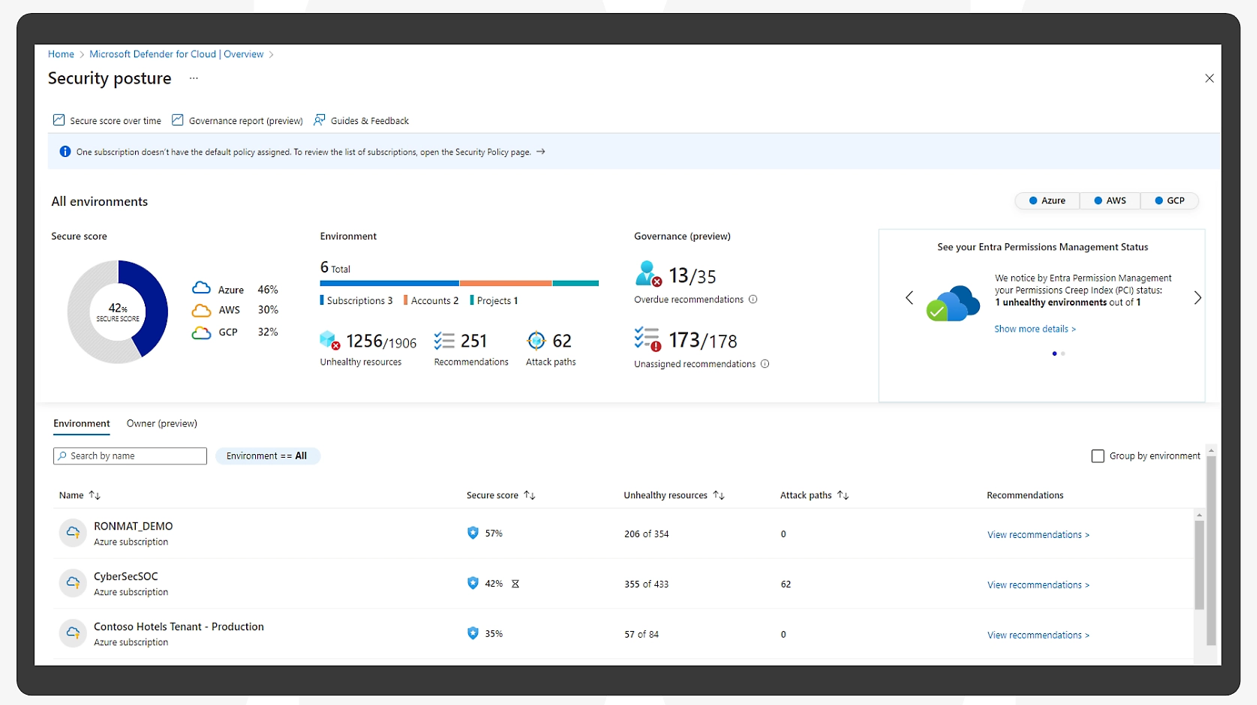 Home > Microsoft Defender for Cloud | Overview >
Security posture ...
Secure score over time Governance report (preview) Guides & Feedback
One subscription doesn't have the default policy assigned. To review the list of subscriptions, open the Security Policy page. →
All environments
Azure AWS GCP
Secure score
42%
SECURE SCORE
Azure 46%
AWS 30%
GCP 32%
Environment
6 Total
Subscriptions 3 Accounts 2 Projects 1
1256/1906
Unhealthy resources
251
Recommendations
62
Attack paths
Governance (preview)
13/35
Overdue recommendations
173/178
Unassigned recommendations
See your Entra Permissions Management Status
We notice by Entra Permission Management
your Permissions Creep Index (PCI) status:
1 unhealthy environments out of 1
Show more details >
Environment Owner (preview)
Search by name
Environment == All
Group by environment
Name ↑↓ Secure score ↑↓ Unhealthy resources ↑↓ Attack paths ↑↓ Recommendations
RONMAT_DEMO
Azure subscription
57% 206 of 354 0 View recommendations >
CyberSecSOC
Azure subscription
42% 355 of 433 62 View recommendations >
Contoso Hotels Tenant - Production
Azure subscription
35% 57 of 84 0 View recommendations >